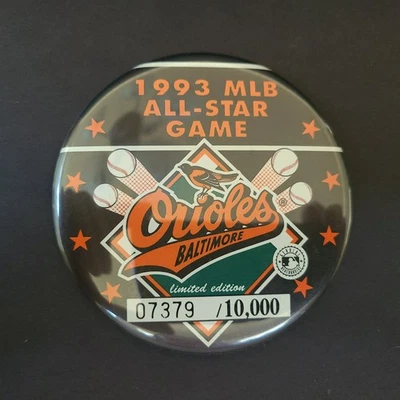 1993 MLB
ALL-STAR
GAME
Orioles®
BALTIMORE
limited edition
07379 /10,000